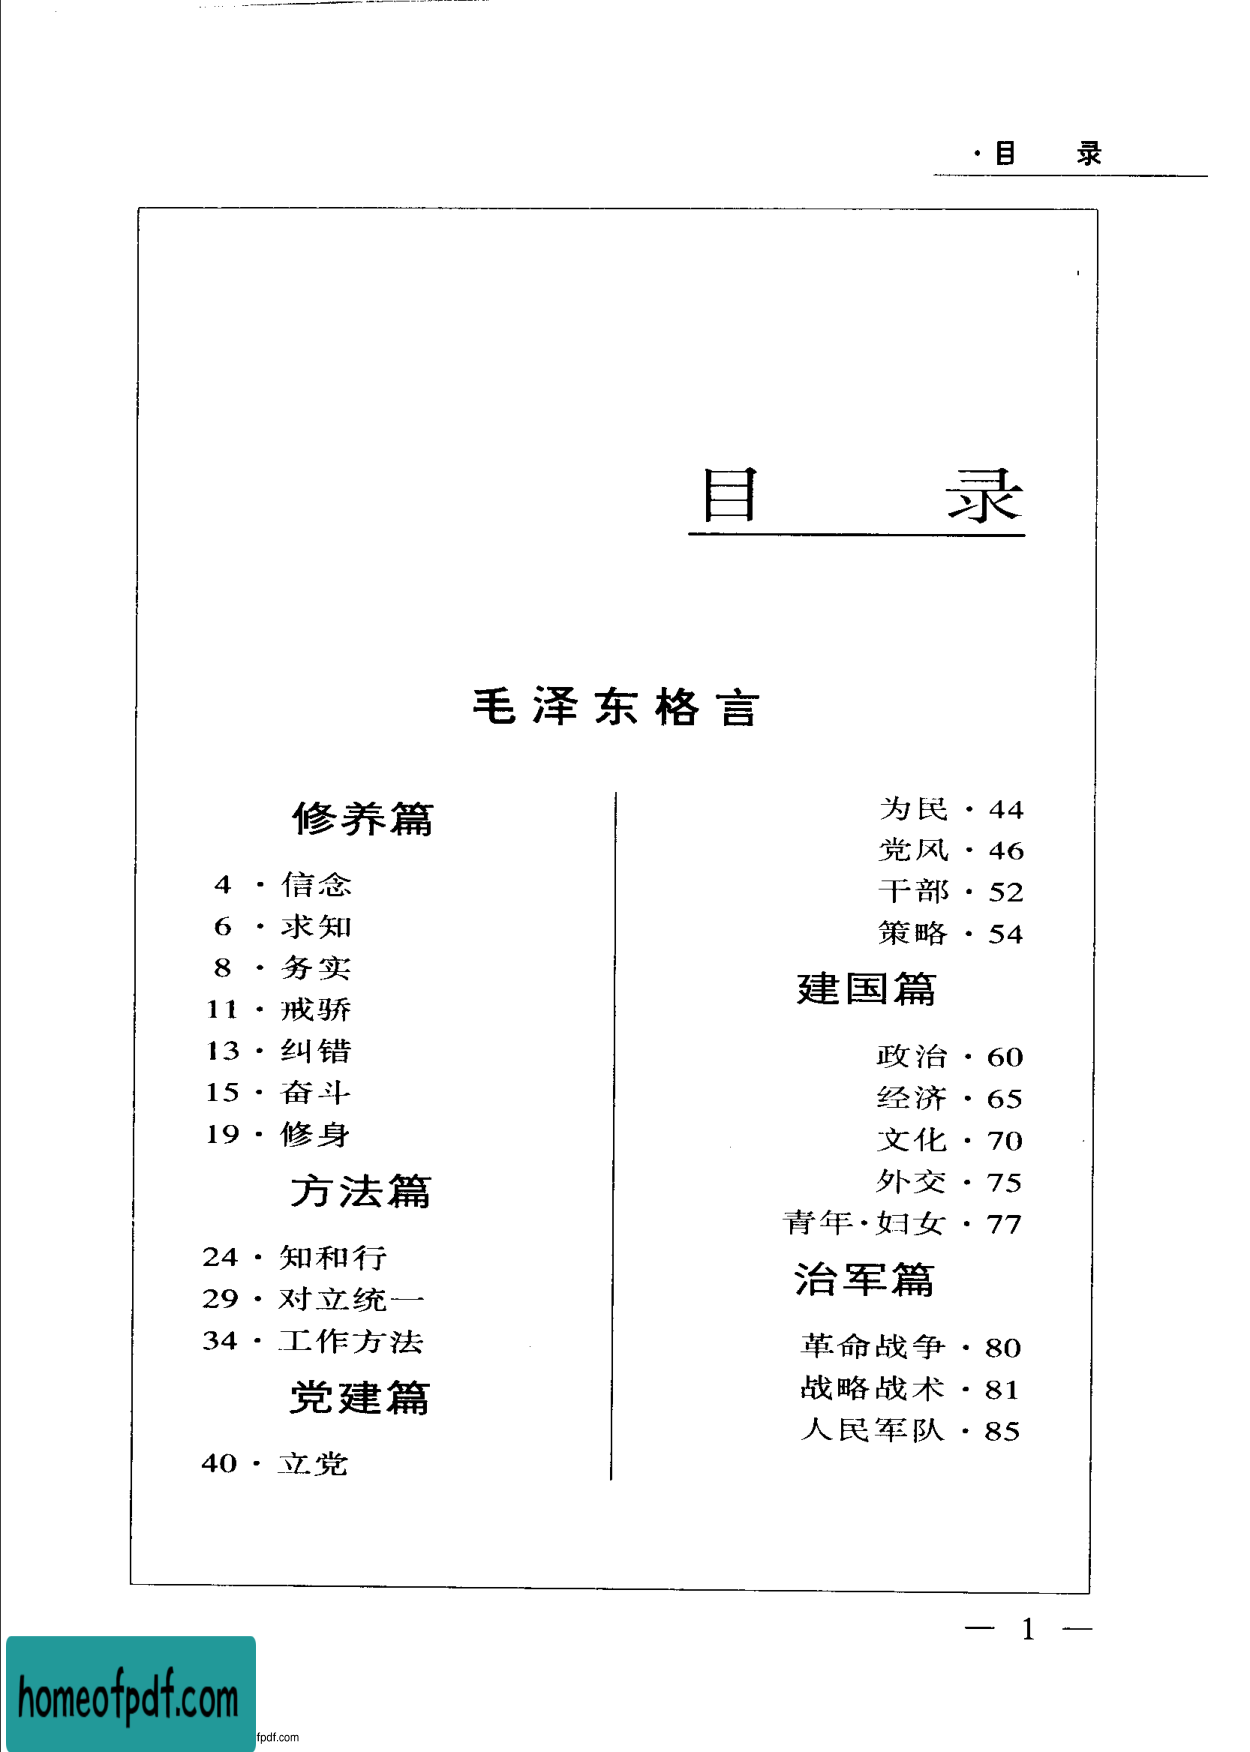 ·目 录
目 录
毛泽东格言
修养篇
4 · 信念
6 · 求知
8 · 务实
11 · 戒骄
13 · 纠错
15 · 奋斗
19 · 修身
方法篇
24 · 知和行
29 · 对立统一
34 · 工作方法
党建篇
40 · 立党
为民 · 44
党风 · 46
干部 · 52
策略 · 54
建国篇
政治 · 60
经济 · 65
文化 · 70
外交 · 75
青年·妇女 · 77
治军篇
革命战争 · 80
战略战术 · 81
人民军队 · 85
— 1 —
homeofpdf.com
fpdf.com